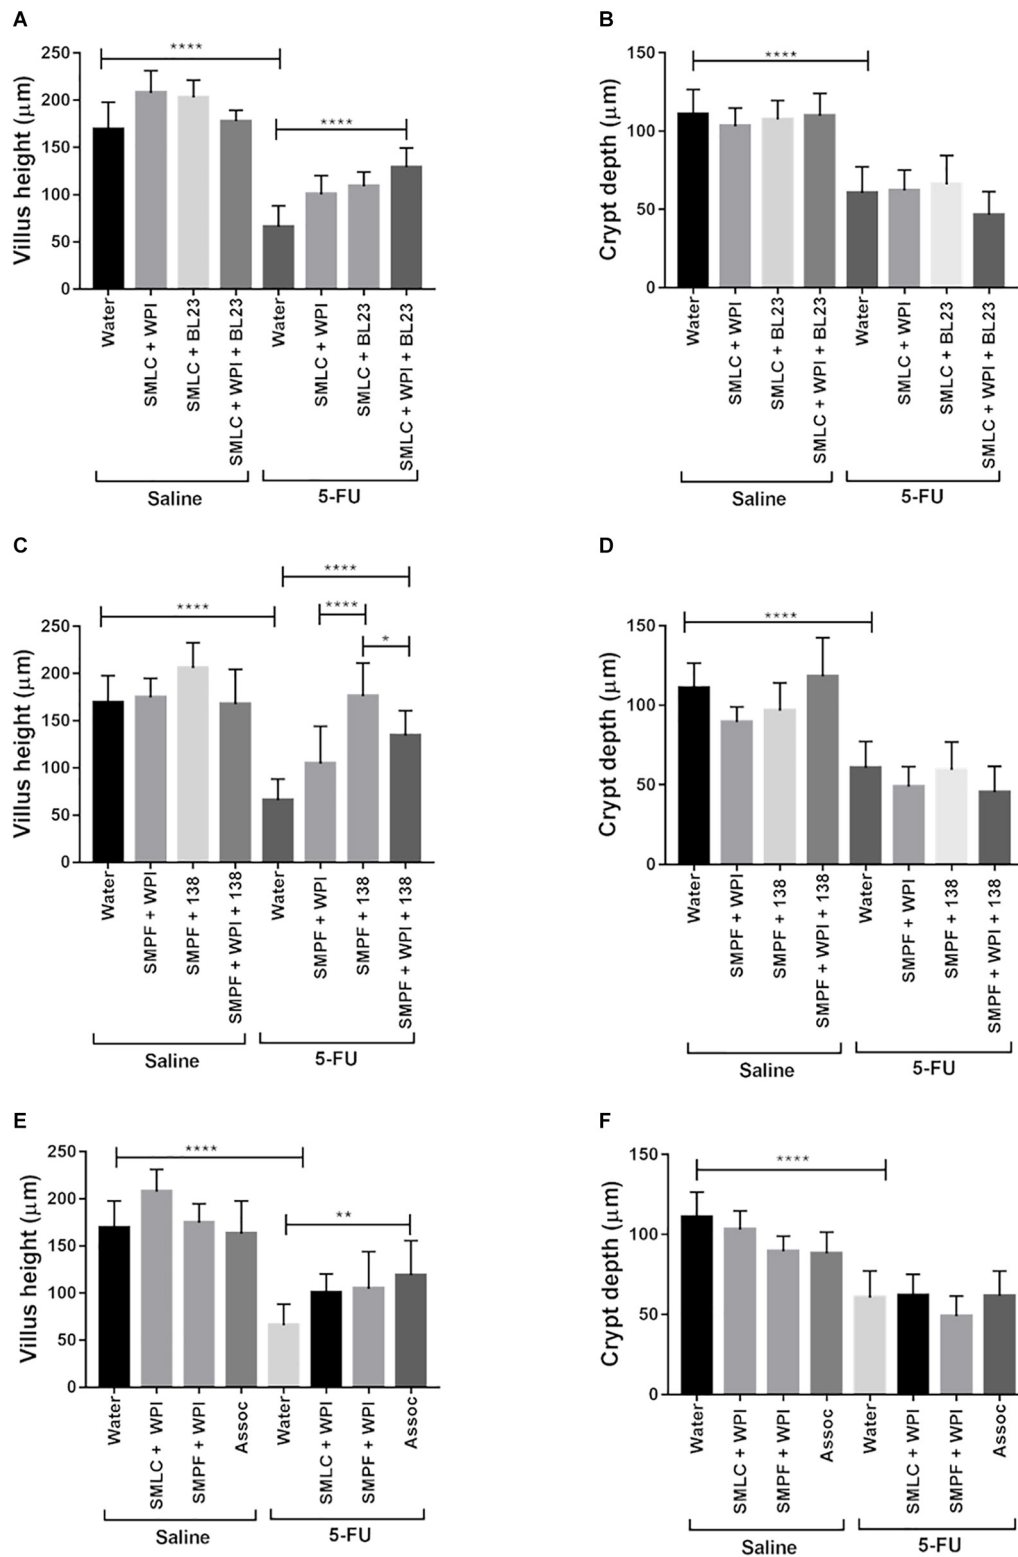 A
Villus height (μm)
250
200
150
100
50
0
****
****
Water
SMLC + WPI
SMLC + BL23
SMLC + WPI + BL23
Water
SMLC + WPI
SMLC + BL23
SMLC + WPI + BL23
Saline
5-FU
B
Crypt depth (μm)
150
100
50
0
****
Water
SMLC + WPI
SMLC + BL23
SMLC + WPI + BL23
Water
SMLC + WPI
SMLC + BL23
SMLC + WPI + BL23
Saline
5-FU
C
Villus height (μm)
250
200
150
100
50
0
****
****
****
*
Water
SMPF + WPI
SMPF + 138
SMPF + WPI + 138
Water
SMPF + WPI
SMPF + 138
SMPF + WPI + 138
Saline
5-FU
D
Crypt depth (μm)
150
100
50
0
****
Water
SMPF + WPI
SMPF + 138
SMPF + WPI + 138
Water
SMPF + WPI
SMPF + 138
SMPF + WPI + 138
Saline
5-FU
E
Villus height (μm)
250
200
150
100
50
0
****
**
Water
SMLC + WPI
SMPF + WPI
Assoc
Water
SMLC + WPI
SMPF + WPI
Assoc
Saline
5-FU
F
Crypt depth (μm)
150
100
50
0
****
Water
SMLC + WPI
SMPF + WPI
Assoc
Water
SMLC + WPI
SMPF + WPI
Assoc
Saline
5-FU